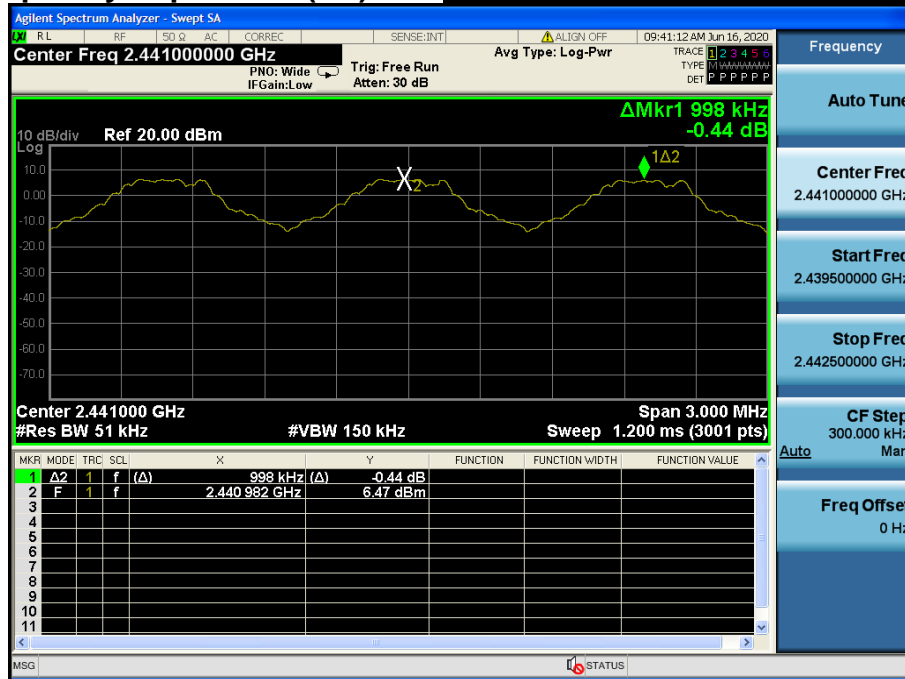 Agilent Spectrum Analyzer - Swept SA
LXI RL RF 50 Ω AC CORREC SENSE:INT ALIGN OFF 09:41:12 AM Jun 16, 2020
Center Freq 2.441000000 GHz
PNO: Wide
IFGain:Low
Trig: Free Run
Atten: 30 dB
Avg Type: Log-Pwr
TRACE 1 2 3 4 5 6
TYPE M WWWWW
DET P P P P P P
ΔMkr1 998 kHz
-0.44 dB
10 dB/div Ref 20.00 dBm
Log
1Δ2
10.0
X2
0.00
-10.0
-20.0
-30.0
-40.0
-50.0
-60.0
-70.0
Center 2.441000 GHz Span 3.000 MHz
#Res BW 51 kHz #VBW 150 kHz Sweep 1.200 ms (3001 pts)
MKR MODE TRC SCL X Y FUNCTION FUNCTION WIDTH FUNCTION VALUE
1 Δ2 1 f (Δ) 998 kHz (Δ) -0.44 dB
2 F 1 f 2.440 982 GHz 6.47 dBm
3
4
5
6
7
8
9
10
11
MSG STATUS
Frequency
Auto Tune
Center Freq
2.441000000 GHz
Start Freq
2.439500000 GHz
Stop Freq
2.442500000 GHz
CF Step
300.000 kHz
Auto Man
Freq Offset
0 Hz